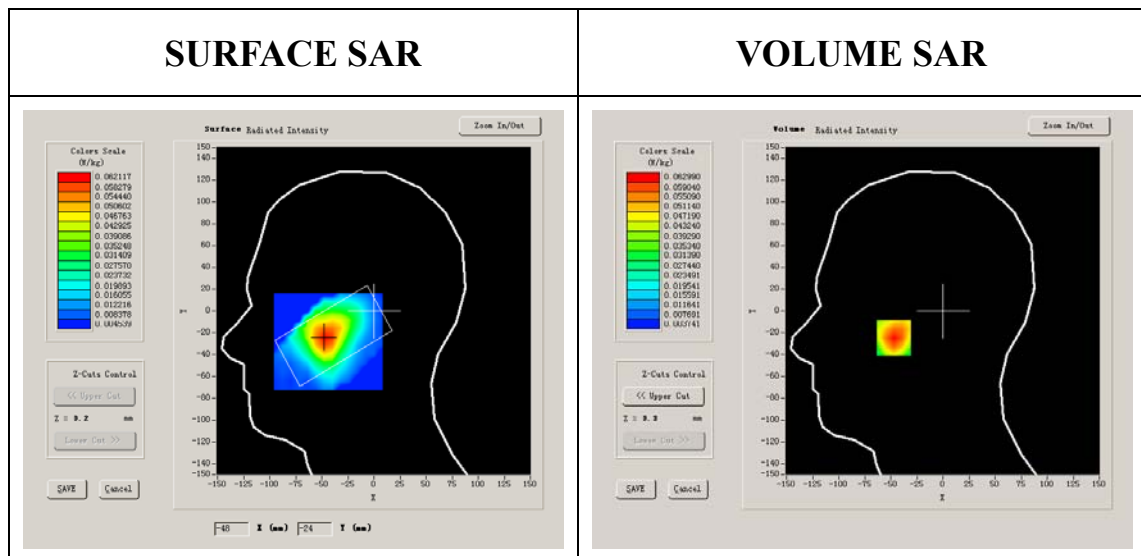 SURFACE SAR
Surface Radiated Intensity
Zoom In/Out
Colors Scale
(W/kg)
0.062117
0.058279
0.054440
0.050602
0.046763
0.042925
0.039086
0.035248
0.031409
0.027570
0.023732
0.019893
0.016055
0.012216
0.008378
0.004539
150
140
120
100
80
60
40
20
0
-20
-40
-60
-80
-100
-120
-140
-150
Y
-150 -125 -100 -75 -50 -25 0 25 50 75 100 125 150
X
Z-Cuts Control
<< Upper Cut
Z = 9.2 mm
Lower Cut >>
SAVE
Cancel
-48 X (mm) -24 Y (mm)
VOLUME SAR
Volume Radiated Intensity
Zoom In/Out
Colors Scale
(W/kg)
0.062990
0.059040
0.055090
0.051140
0.047190
0.043240
0.039290
0.035340
0.031390
0.027440
0.023491
0.019541
0.015591
0.011641
0.007691
0.003741
150
140
120
100
80
60
40
20
0
-20
-40
-60
-80
-100
-120
-140
-150
Y
-150 -125 -100 -75 -50 -25 0 25 50 75 100 125 150
X
Z-Cuts Control
<< Upper Cut
Lower Cut >>
SAVE
Cancel